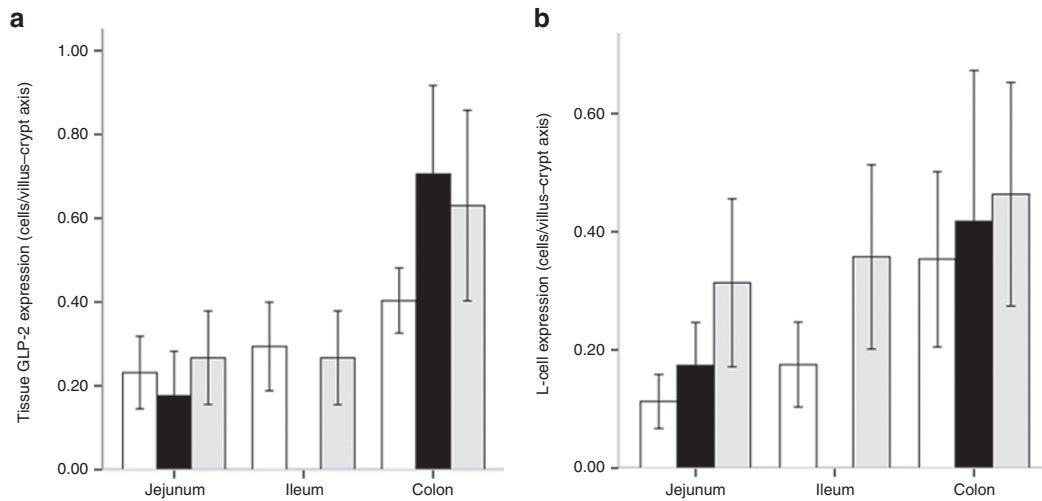 a
Tissue GLP-2 expression (cells/villus–crypt axis)
1.00
0.80
0.60
0.40
0.20
0.00
Jejunum
Ileum
Colon
b
L-cell expression (cells/villus–crypt axis)
0.60
0.40
0.20
0.00
Jejunum
Ileum
Colon